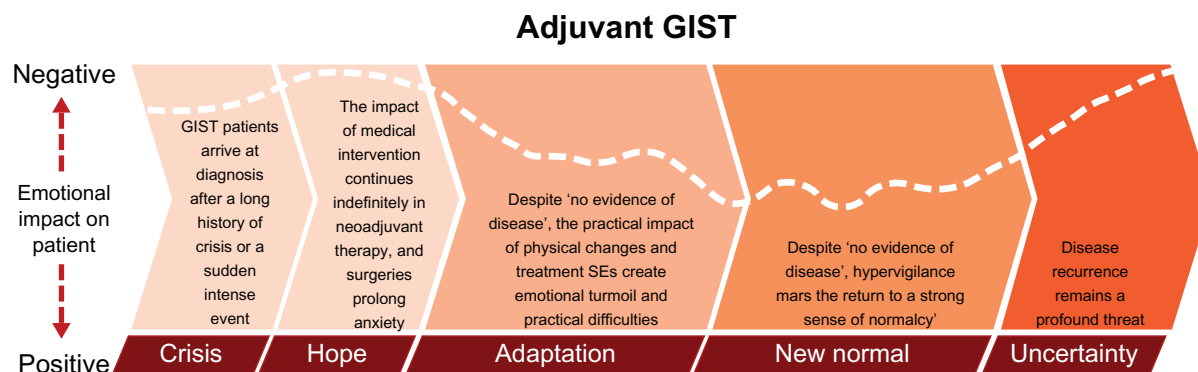 Adjuvant GIST
Negative
Emotional
impact on
patient
Positive
GIST patients
arrive at
diagnosis
after a long
history of
crisis or a
sudden
intense
event
The impact
of medical
intervention
continues
indefinitely in
neoadjuvant
therapy, and
surgeries
prolong
anxiety
Despite ‘no evidence of
disease’, the practical impact
of physical changes and
treatment SEs create
emotional turmoil and
practical difficulties
Despite ‘no evidence of
disease’, hypervigilance
mars the return to a strong
sense of normalcy’
Disease
recurrence
remains a
profound threat
Crisis
Hope
Adaptation
New normal
Uncertainty